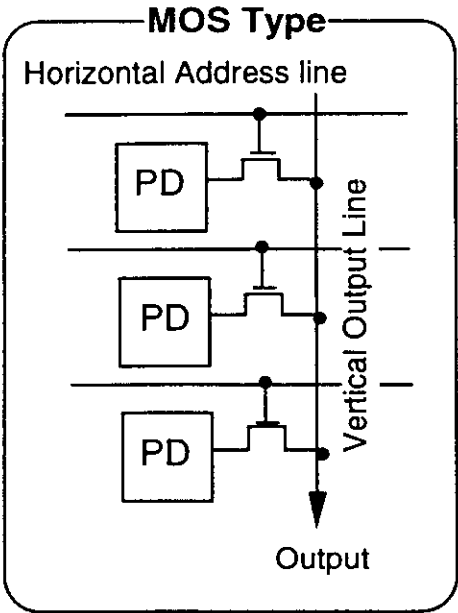 MOS Type
Horizontal Address line
PD
PD
PD
Vertical Output Line
Output